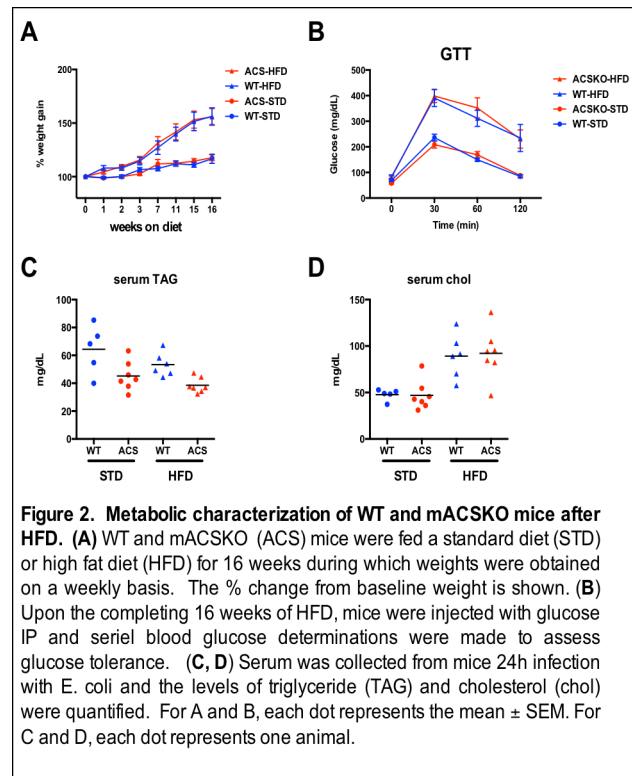 A
ACS-HFD
WT-HFD
ACS-STD
WT-STD
200
150
100
% weight gain
0 1 2 3 7 11 15 16
weeks on diet
B
GTT
ACSKO-HFD
WT-HFD
ACSKO-STD
WT-STD
500
400
300
200
100
0
Glucose (mg/dL)
0 30 60 120
Time (min)
C
serum TAG
100
80
60
40
20
0
mg/dL
WT ACS WT ACS
STD HFD
D
serum chol
150
100
50
0
mg/dL
WT ACS WT ACS
STD HFD
Figure 2. Metabolic characterization of WT and mACSKO mice after
HFD. (A) WT and mACSKO (ACS) mice were fed a standard diet (STD)
or high fat diet (HFD) for 16 weeks during which weights were obtained
on a weekly basis. The % change from baseline weight is shown. (B)
Upon the completing 16 weeks of HFD, mice were injected with glucose
IP and seriel blood glucose determinations were made to assess
glucose tolerance. (C, D) Serum was collected from mice 24h infection
with E. coli and the levels of triglyceride (TAG) and cholesterol (chol)
were quantified. For A and B, each dot represents the mean ± SEM. For
C and D, each dot represents one animal.